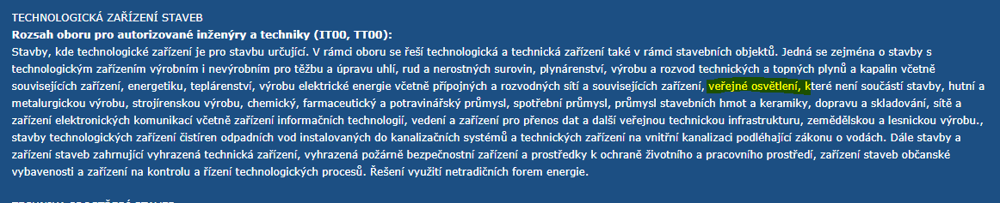 TECHNOLOGICKÁ ZAŘÍZENÍ STAVEB
Rozsah oboru pro autorizované inženýry a techniky (IT00, TT00):
Stavby, kde technologické zařízení je pro stavbu určující. V rámci oboru se řeší technologická a technická zařízení také v rámci stavebních objektů. Jedná se zejména o stavby s
technologickým zařízením výrobním i nevýrobním pro těžbu a úpravu uhlí, rud a nerostných surovin, plynárenství, výrobu a rozvod technických a topných plynů a kapalin včetně
souvisejících zařízení, energetiku, teplárenství, výrobu elektrické energie včetně přípojných a rozvodných sítí a souvisejících zařízení, veřejné osvětlení, které není součástí stavby, hutní a
metalurgickou výrobu, strojírenskou výrobu, chemický, farmaceutický a potravinářský průmysl, spotřební průmysl, průmysl stavebních hmot a keramiky, dopravu a skladování, sítě a
zařízení elektronických komunikací včetně zařízení informačních technologií, vedení a zařízení pro přenos dat a další veřejnou technickou infrastrukturu, zemědělskou a lesnickou výrobu.,
stavby technologických zařízení čistíren odpadních vod instalovaných do kanalizačních systémů a technických zařízení na vnitřní kanalizaci podléhající zákonu o vodách. Dále stavby a
zařízení staveb zahrnující vyhrazená technická zařízení, vyhrazená požárně bezpečnostní zařízení a prostředky k ochraně životního a pracovního prostředí, zařízení staveb občanské
vybavenosti a zařízení na kontrolu a řízení technologických procesů. Řešení využití netradičních forem energie.